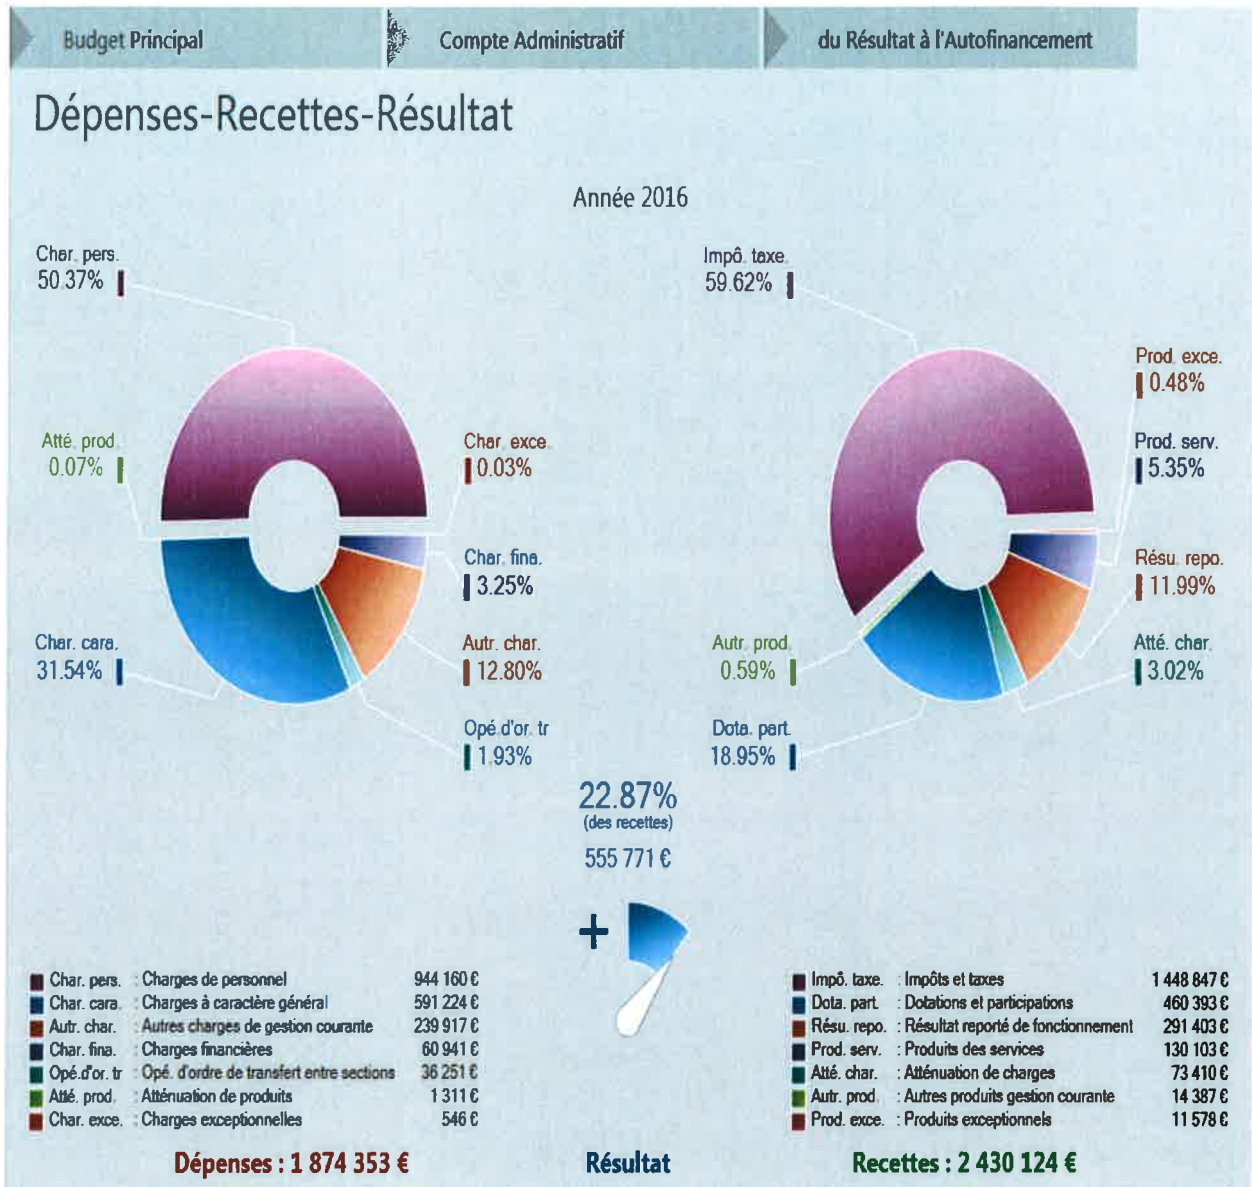 Budget Principal
Compte Administratif
du Résultat à l'Autofinancement
Dépenses-Recettes-Résultat
Année 2016
Char. pers.
50.37%
Atté. prod.
0.07%
Char. exce.
0.03%
Char. fina.
3.25%
Char. cara.
31.54%
Autr. char.
12.80%
Opé.d'or. tr
1.93%
Impô. taxe.
59.62%
Prod. exce.
0.48%
Prod. serv.
5.35%
Résu. repo.
11.99%
Autr. prod.
0.59%
Atté. char.
3.02%
Dota. part.
18.95%
22.87%
(des recettes)
555 771 €
+
Char. pers. : Charges de personnel 944 160 €
Char. cara. : Charges à caractère général 591 224 €
Autr. char. : Autres charges de gestion courante 239 917 €
Char. fina. : Charges financières 60 941 €
Opé.d'or. tr : Opé. d'ordre de transfert entre sections 36 251 €
Atté. prod. : Atténuation de produits 1 311 €
Char. exce. : Charges exceptionnelles 546 €
Dépenses : 1 874 353 €
Résultat
Impô. taxe. : Impôts et taxes 1 448 847 €
Dota. part. : Dotations et participations 460 393 €
Résu. repo. : Résultat reporté de fonctionnement 291 403 €
Prod. serv. : Produits des services 130 103 €
Atté. char. : Atténuation de charges 73 410 €
Autr. prod. : Autres produits gestion courante 14 387 €
Prod. exce. : Produits exceptionnels 11 578 €
Recettes : 2 430 124 €